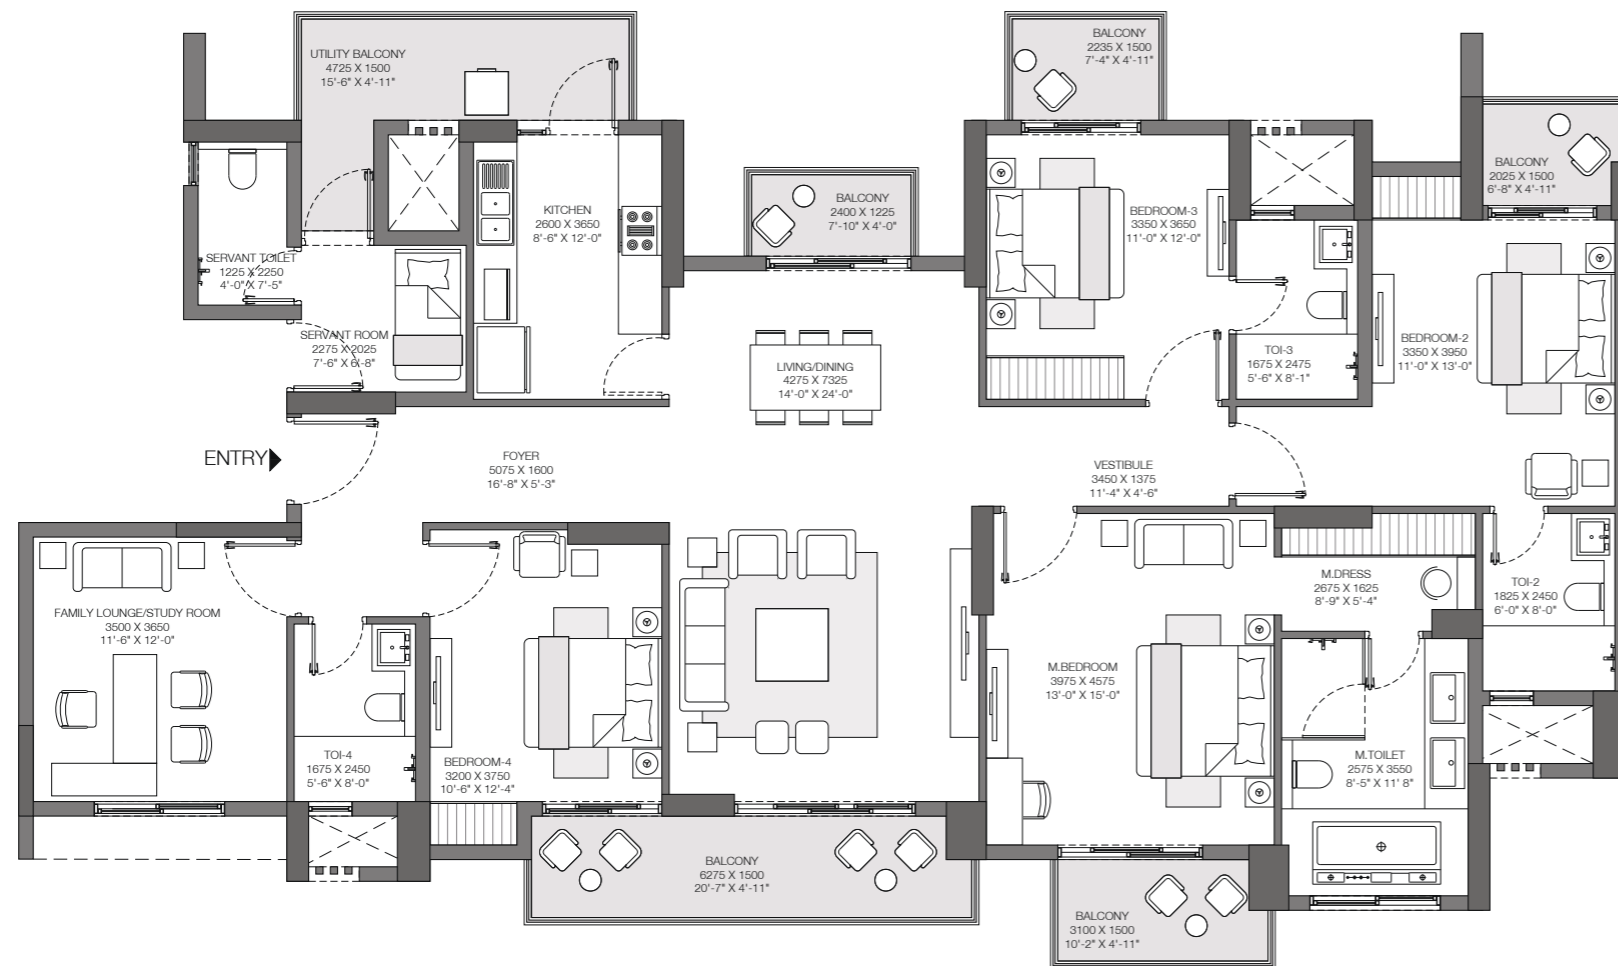 UTILITY BALCONY
4725 X 1500
15'-6" X 4'-11"
BALCONY
2235 X 1500
7'-4" X 4'-11"
BALCONY
2025 X 1500
6'-8" X 4'-11"
BALCONY
2400 X 1225
7'-10" X 4'-0"
KITCHEN
2600 X 3650
8'-6" X 12'-0"
BEDROOM-3
3350 X 3650
11'-0" X 12'-0"
SERVANT TOILET
1225 X 2250
4'-0" X 7'-5"
SERVANT ROOM
2275 X 2025
7'-6" X 6'-8"
LIVING/DINING
4275 X 7325
14'-0" X 24'-0"
TOI-3
1675 X 2475
5'-6" X 8'-1"
BEDROOM-2
3350 X 3950
11'-0" X 13'-0"
ENTRY
FOYER
5075 X 1600
16'-8" X 5'-3"
VESTIBULE
3450 X 1375
11'-4" X 4'-6"
FAMILY LOUNGE/STUDY ROOM
3500 X 3650
11'-6" X 12'-0"
M.DRESS
2675 X 1625
8'-9" X 5'-4"
TOI-2
1825 X 2450
6'-0" X 8'-0"
M.BEDROOM
3975 X 4575
13'-0" X 15'-0"
TOI-4
1675 X 2450
5'-6" X 8'-0"
BEDROOM-4
3200 X 3750
10'-6" X 12'-4"
M.TOILET
2575 X 3550
8'-5" X 11' 8"
BALCONY
6275 X 1500
20'-7" X 4'-11"
BALCONY
3100 X 1500
10'-2" X 4'-11"